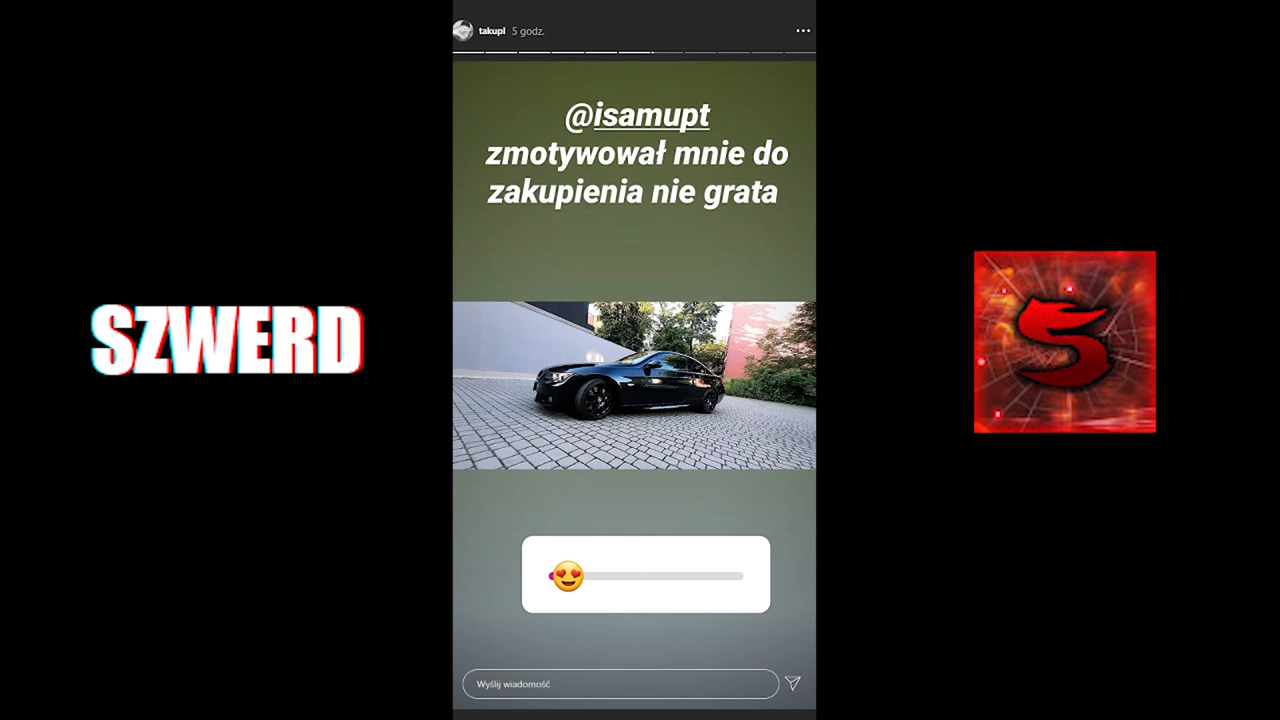 takupl 5 godz.
@isamupt
zmotywował mnie do
zakupienia nie grata
SZWERD
S
Wyślij wiadomość